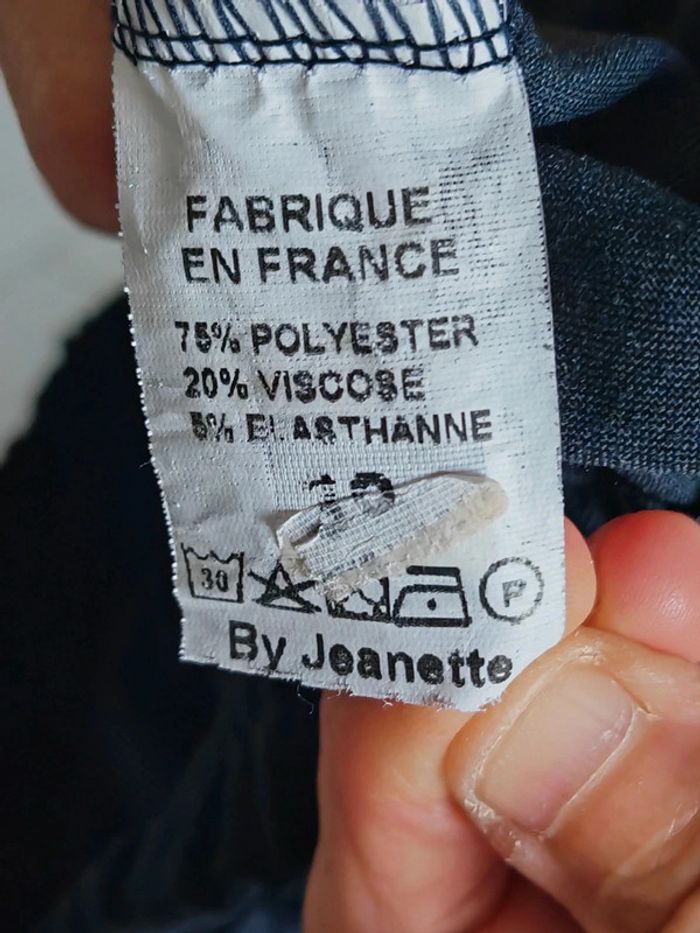 FABRIQUE
EN FRANCE
75% POLYESTER
20% VISCOSE
5% ELASTHANNE
30
P
By Jeanette